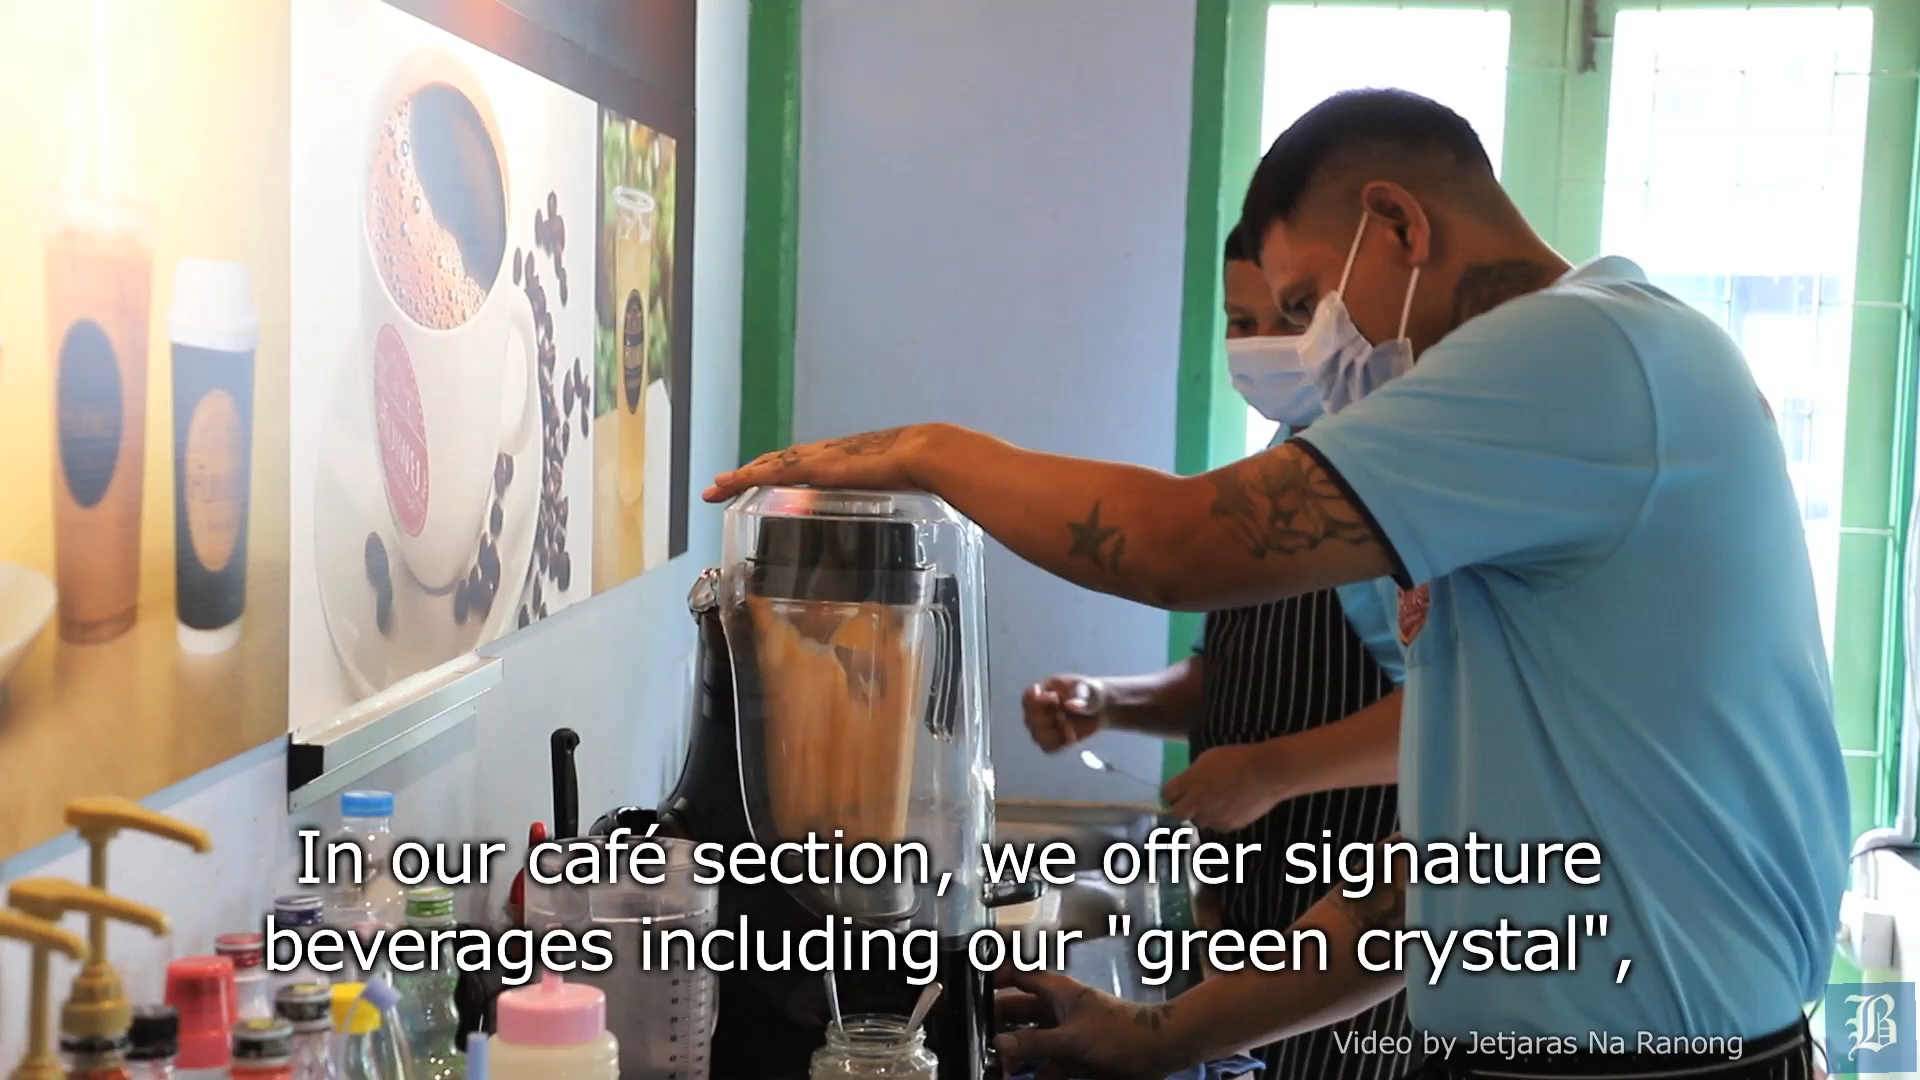 In our café section, we offer signature
beverages including our "green crystal",
Video by Jetjaras Na Ranong
B